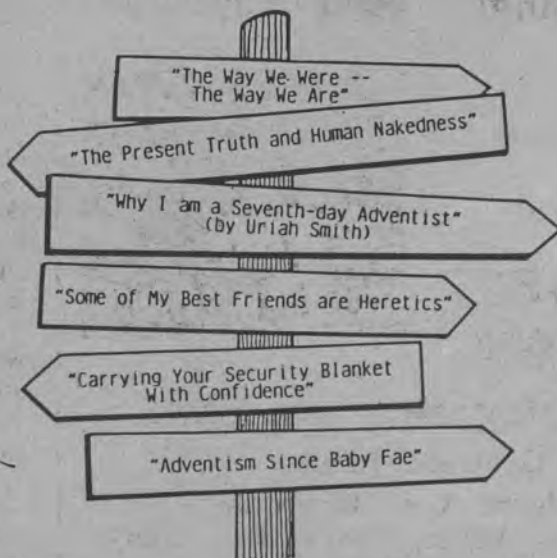 "The Way We Were --
The Way We Are"
"The Present Truth and Human Nakedness"
"Why I am a Seventh-day Adventist"
(by Uriah Smith)
"Some of My Best Friends are Heretics"
"Carrying Your Security Blanket
With Confidence"
"Adventism Since Baby Fae"